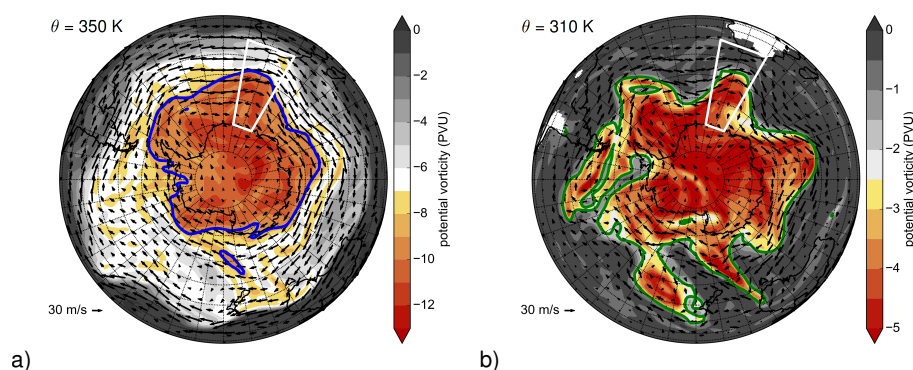 θ = 350 K
0
−2
−4
−6
−8
−10
−12
potential vorticity (PVU)
30 m/s
a)
θ = 310 K
0
−1
−2
−3
−4
−5
potential vorticity (PVU)
30 m/s
b)